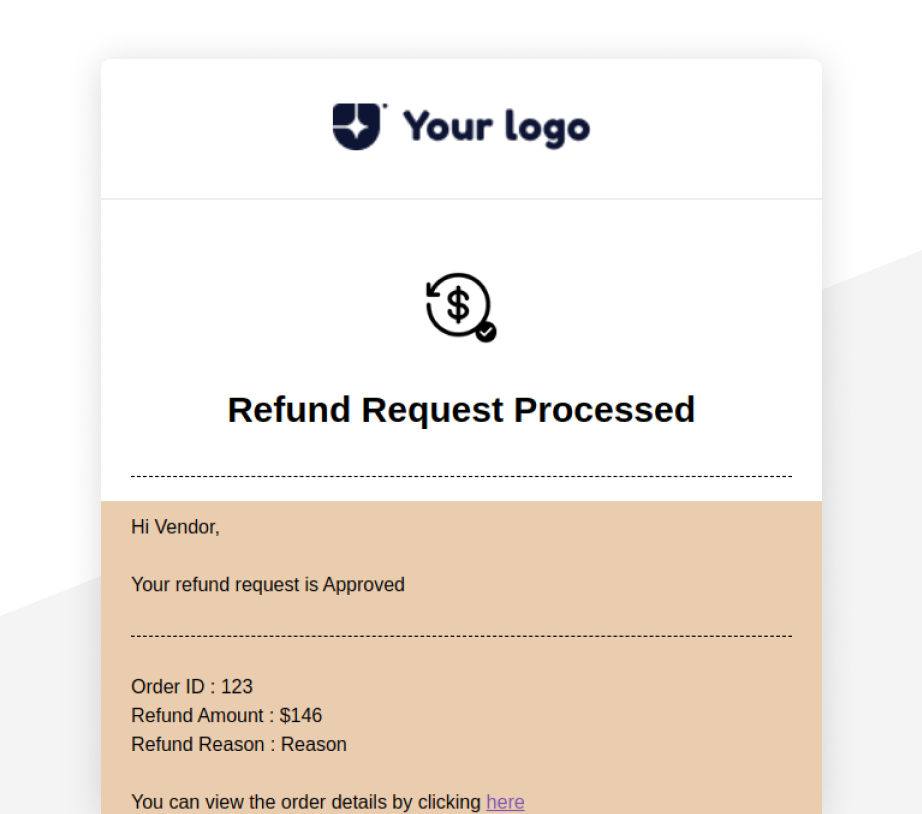 Your logo
$
Refund Request Processed
Hi Vendor,
Your refund request is Approved
Order ID : 123
Refund Amount : $146
Refund Reason : Reason
You can view the order details by clicking here